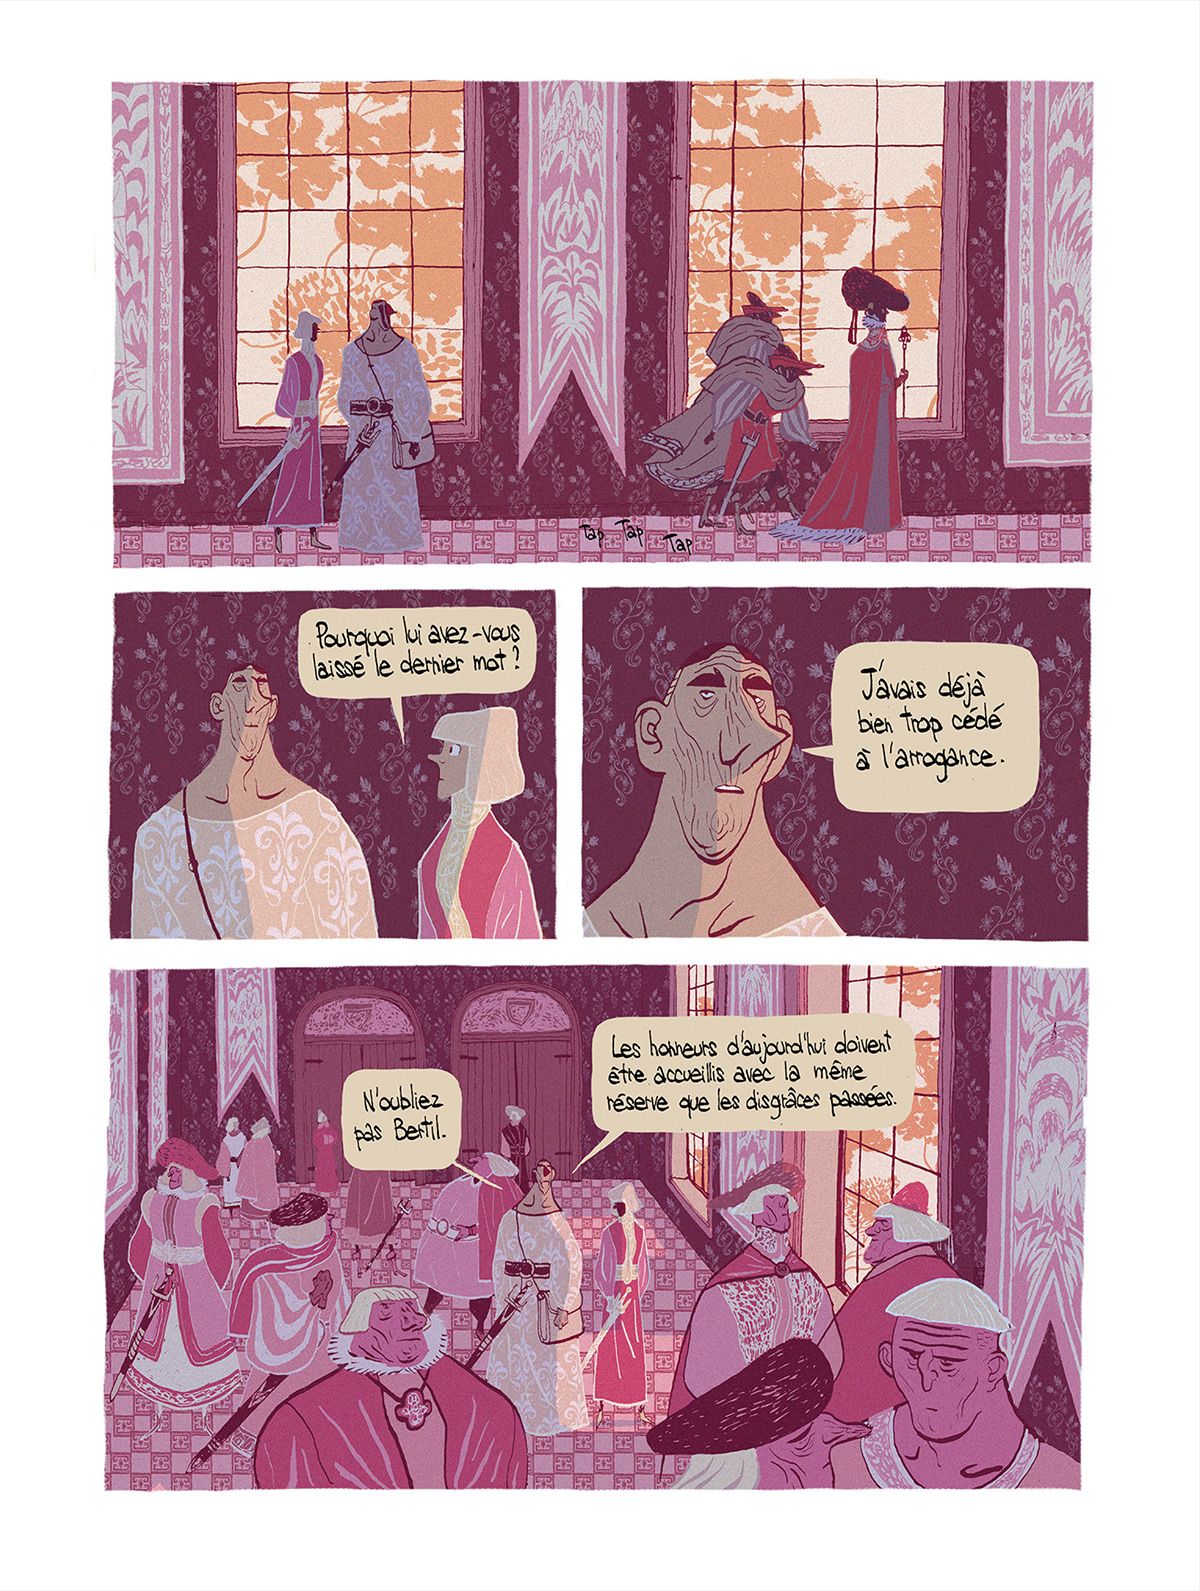 Tap
Tap
Tap
Pourquoi lui avez-vous
laissé le dernier mot ?
J'avais déjà
bien trop cédé
à l'arrogance.
N'oubliez
pas Bertil.
Les honneurs d'aujourd'hui doivent
être accueillis avec la même
réserve que les disgrâces passées.